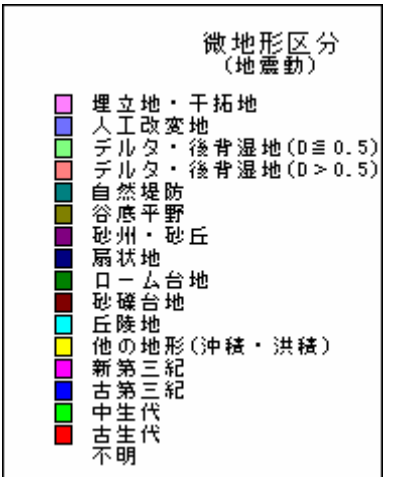 微地形区分
(地震動)
埋立地・干拓地
人工改変地
デルタ・後背湿地(D≦0.5)
デルタ・後背湿地(D>0.5)
自然堤防
谷底平野
砂州・砂丘
扇状地
ローム台地
砂礫台地
丘陵地
他の地形(沖積・洪積)
新第三紀
古第三紀
中生代
古生代
不明